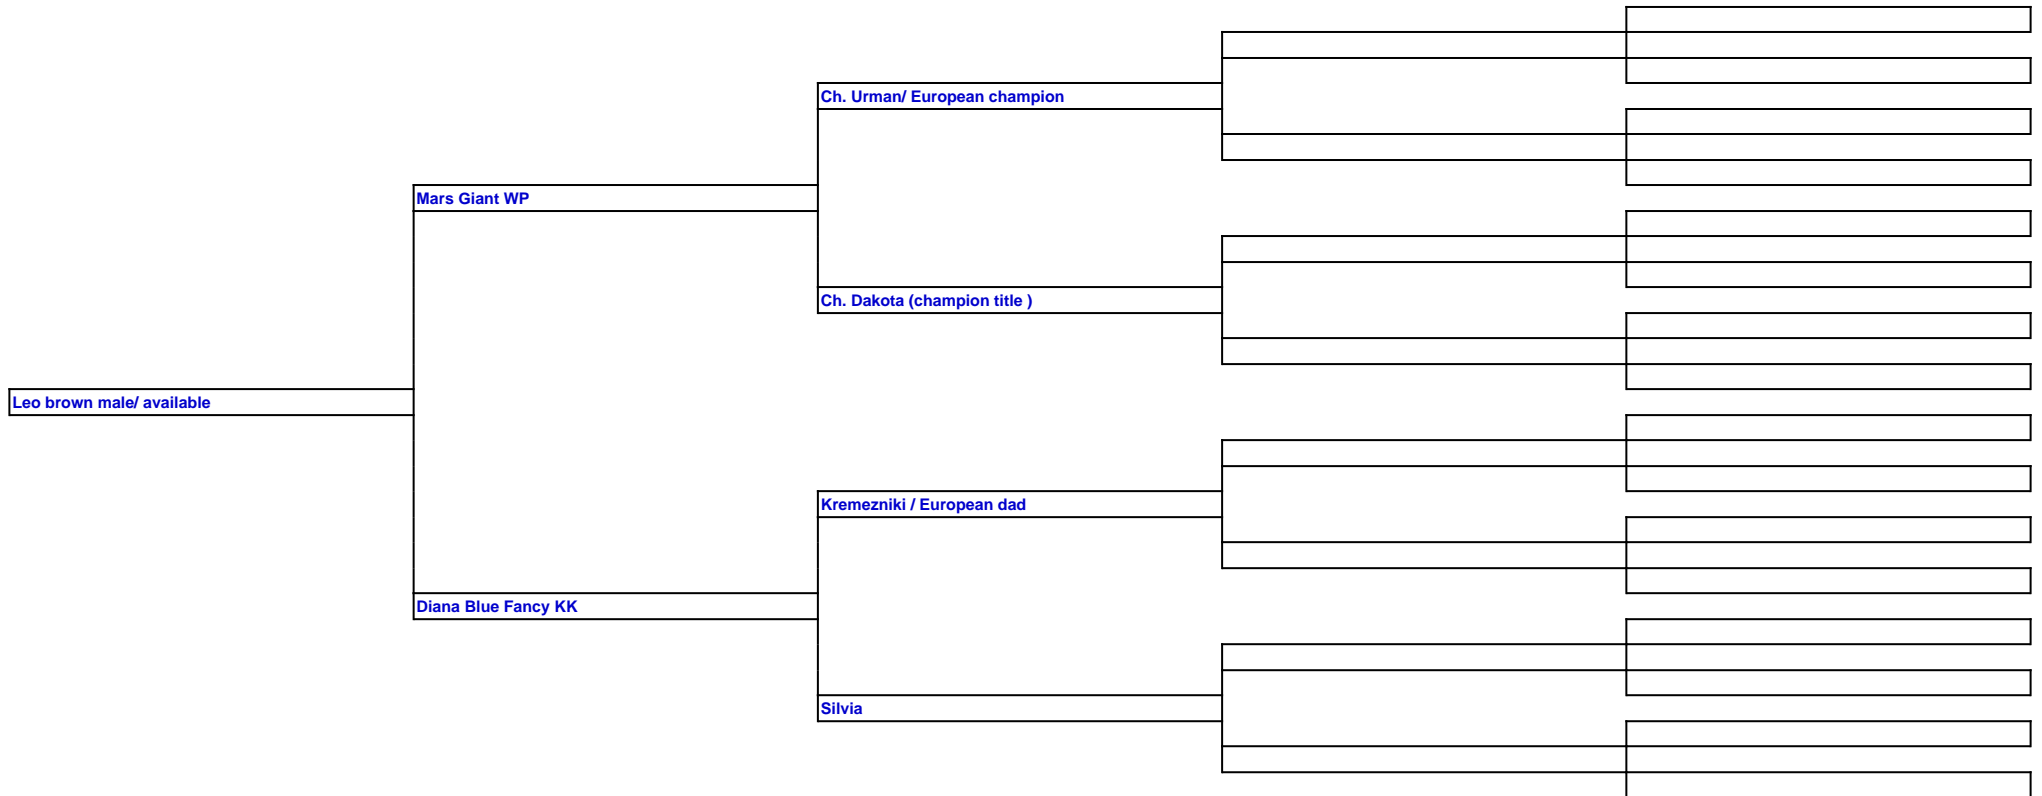 Ch. Urman/ European champion
Mars Giant WP
Ch. Dakota (champion title )
Leo brown male/ available
Kremezniki / European dad
Diana Blue Fancy KK
Silvia